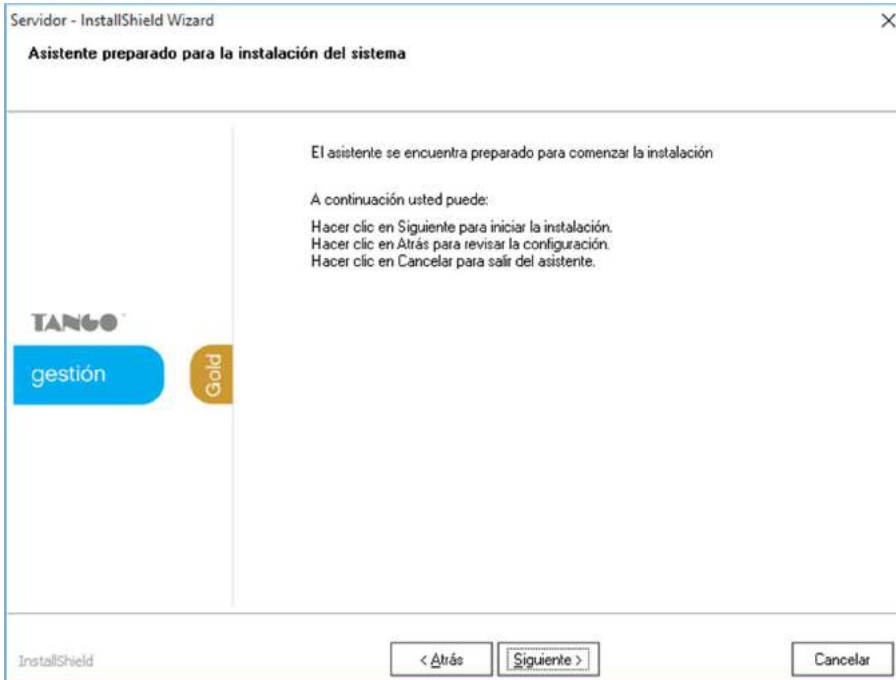 Servidor - InstallShield Wizard
Asistente preparado para la instalación del sistema
El asistente se encuentra preparado para comenzar la instalación
A continuación usted puede:
Hacer clic en Siguiente para iniciar la instalación.
Hacer clic en Atrás para revisar la configuración.
Hacer clic en Cancelar para salir del asistente.
TANGO
gestión
Gold
InstallShield
< Atrás
Siguiente >
Cancelar